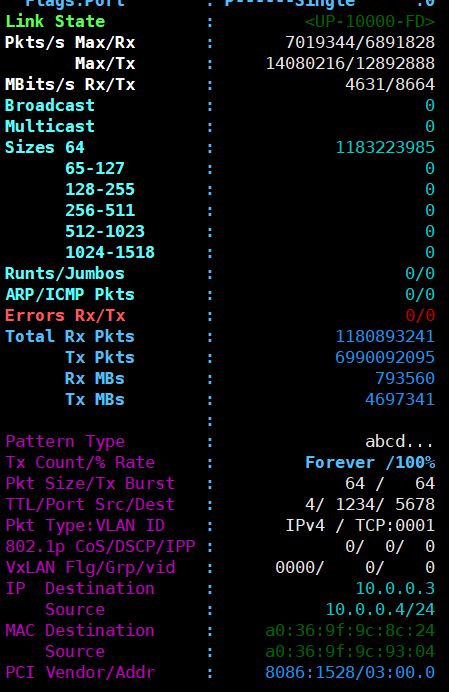 Flags:Port : P------Single :0
Link State : <UP-10000-FD>
Pkts/s Max/Rx : 7019344/6891828
Max/Tx : 14080216/12892888
MBits/s Rx/Tx : 4631/8664
Broadcast : 0
Multicast : 0
Sizes 64 : 1183223985
65-127 : 0
128-255 : 0
256-511 : 0
512-1023 : 0
1024-1518 : 0
Runts/Jumbos : 0/0
ARP/ICMP Pkts : 0/0
Errors Rx/Tx : 0/0
Total Rx Pkts : 1180893241
Tx Pkts : 6990092095
Rx MBs : 793560
Tx MBs : 4697341
:
Pattern Type : abcd...
Tx Count/% Rate : Forever /100%
Pkt Size/Tx Burst : 64 / 64
TTL/Port Src/Dest : 4/ 1234/ 5678
Pkt Type:VLAN ID : IPv4 / TCP:0001
802.1p CoS/DSCP/IPP : 0/ 0/ 0
VxLAN Flg/Grp/vid : 0000/ 0/ 0
IP Destination : 10.0.0.3
Source : 10.0.0.4/24
MAC Destination : a0:36:9f:9c:8c:24
Source : a0:36:9f:9c:93:04
PCI Vendor/Addr : 8086:1528/03:00.0